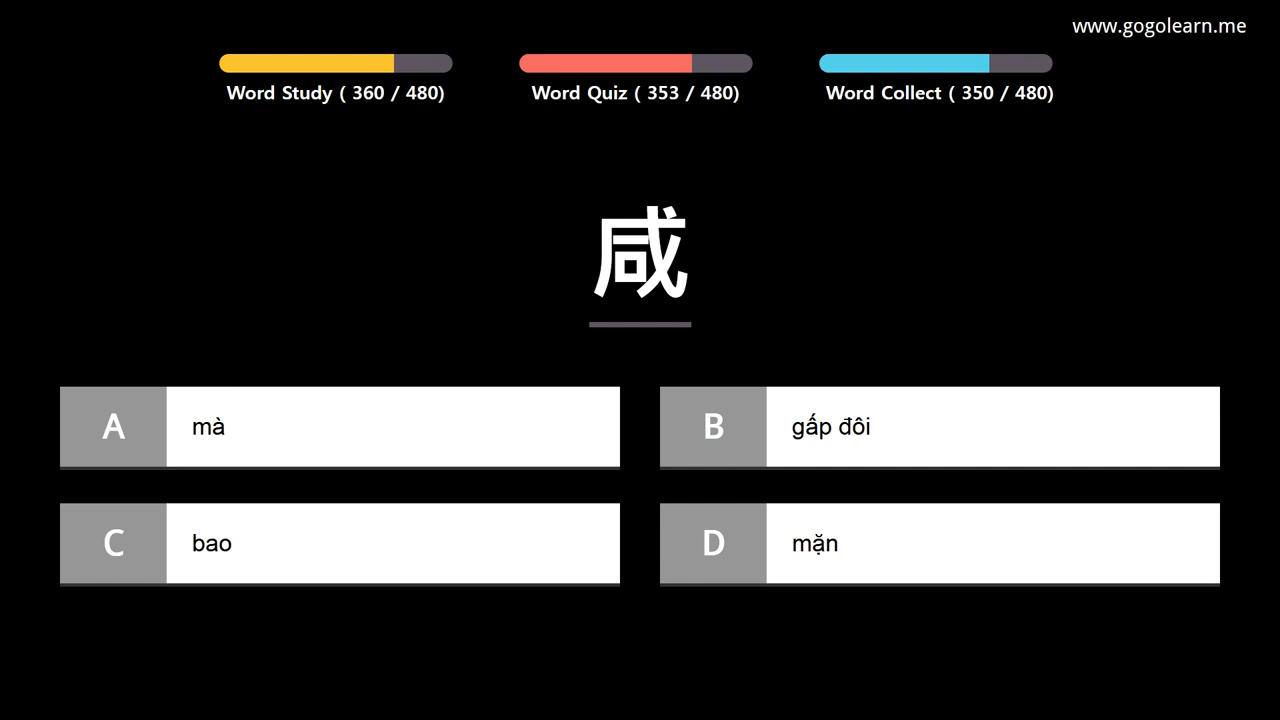 www.gogolearn.me
Word Study ( 360 / 480)
Word Quiz ( 353 / 480)
Word Collect ( 350 / 480)
咸
A mà
B gấp đôi
C bao
D mặn